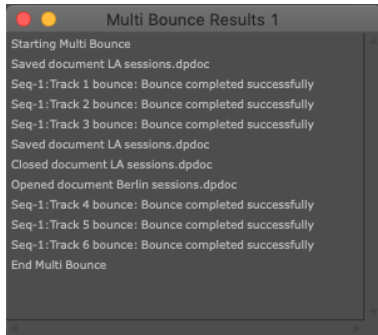 Multi Bounce Results 1
Starting Multi Bounce
Saved document LA sessions.dpdoc
Seq-1:Track 1 bounce: Bounce completed successfully
Seq-1:Track 2 bounce: Bounce completed successfully
Seq-1:Track 3 bounce: Bounce completed successfully
Saved document LA sessions.dpdoc
Closed document LA sessions.dpdoc
Opened document Berlin sessions.dpdoc
Seq-1:Track 4 bounce: Bounce completed successfully
Seq-1:Track 5 bounce: Bounce completed successfully
Seq-1:Track 6 bounce: Bounce completed successfully
End Multi Bounce